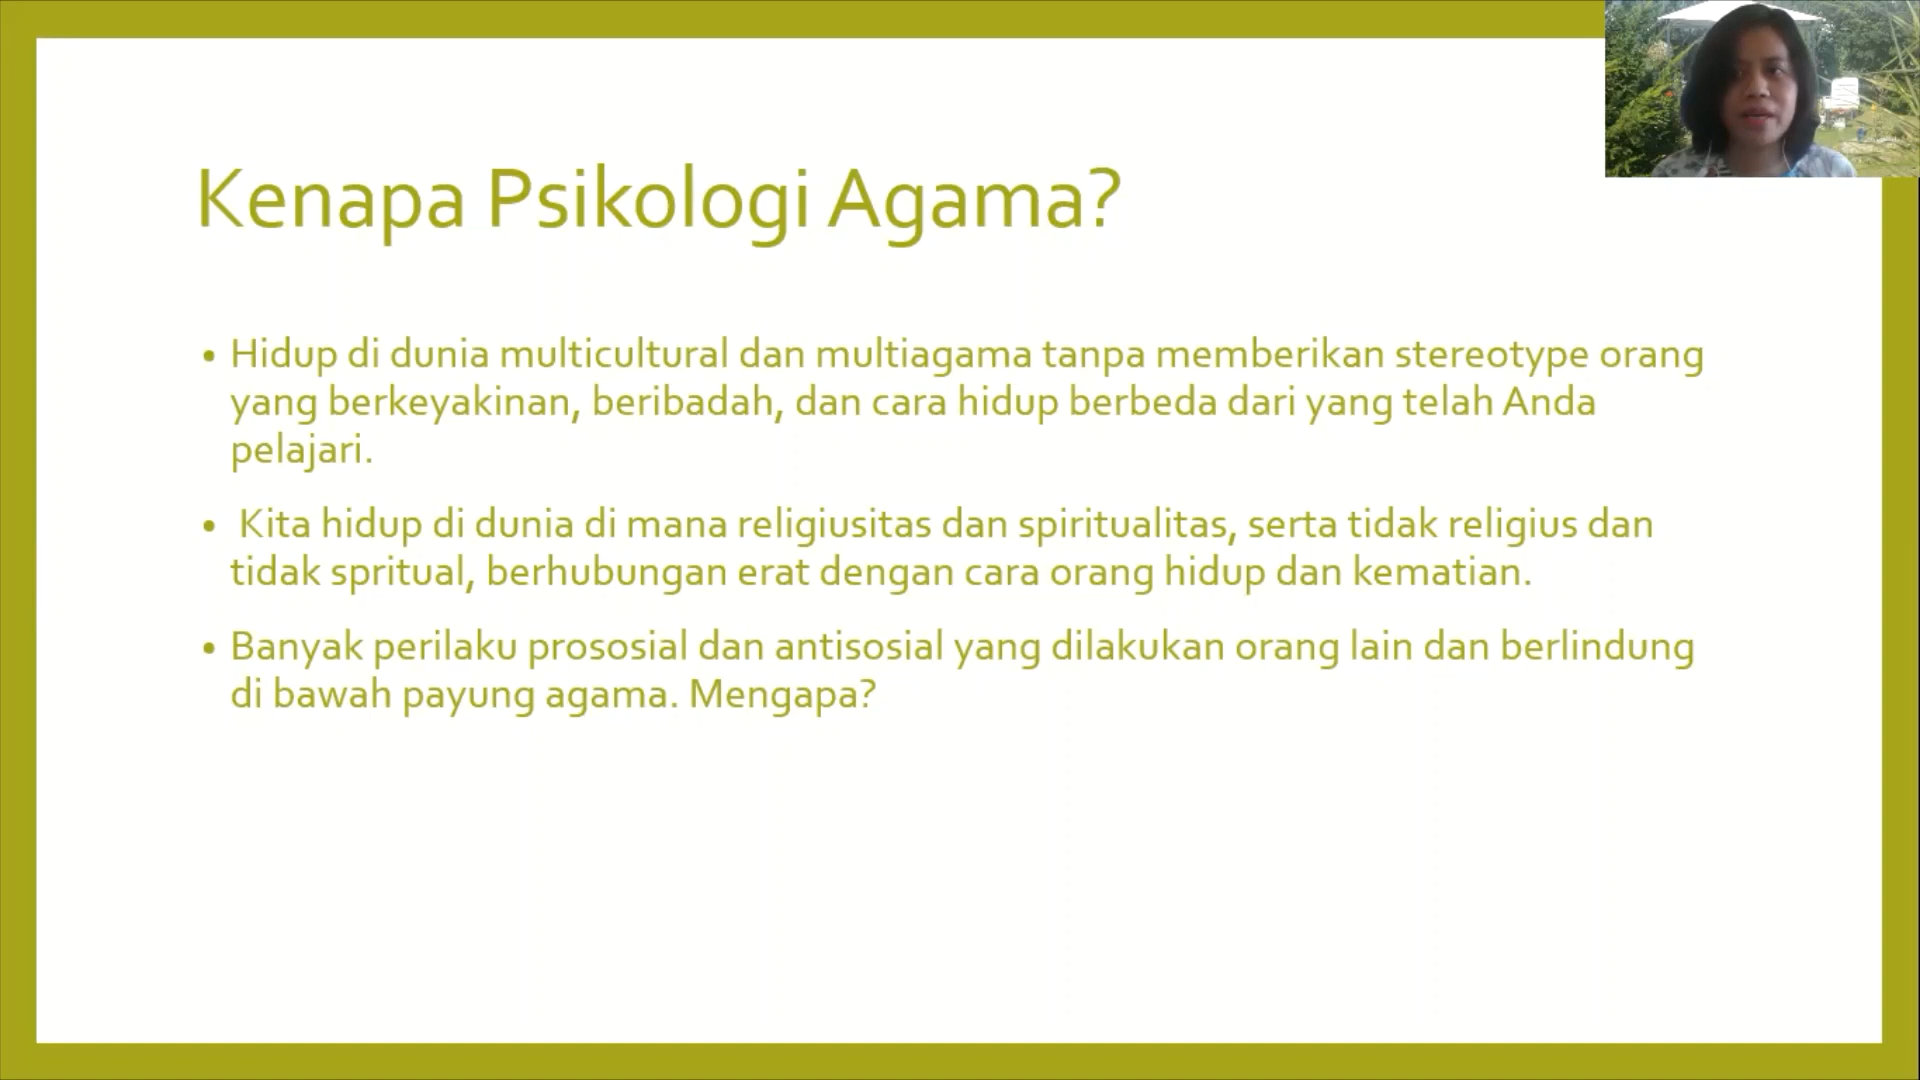 Kenapa Psikologi Agama?
• Hidup di dunia multicultural dan multiagama tanpa memberikan stereotype orang
yang berkeyakinan, beribadah, dan cara hidup berbeda dari yang telah Anda
pelajari.
• Kita hidup di dunia di mana religiusitas dan spiritualitas, serta tidak religius dan
tidak spritual, berhubungan erat dengan cara orang hidup dan kematian.
• Banyak perilaku prososial dan antisosial yang dilakukan orang lain dan berlindung
di bawah payung agama. Mengapa?